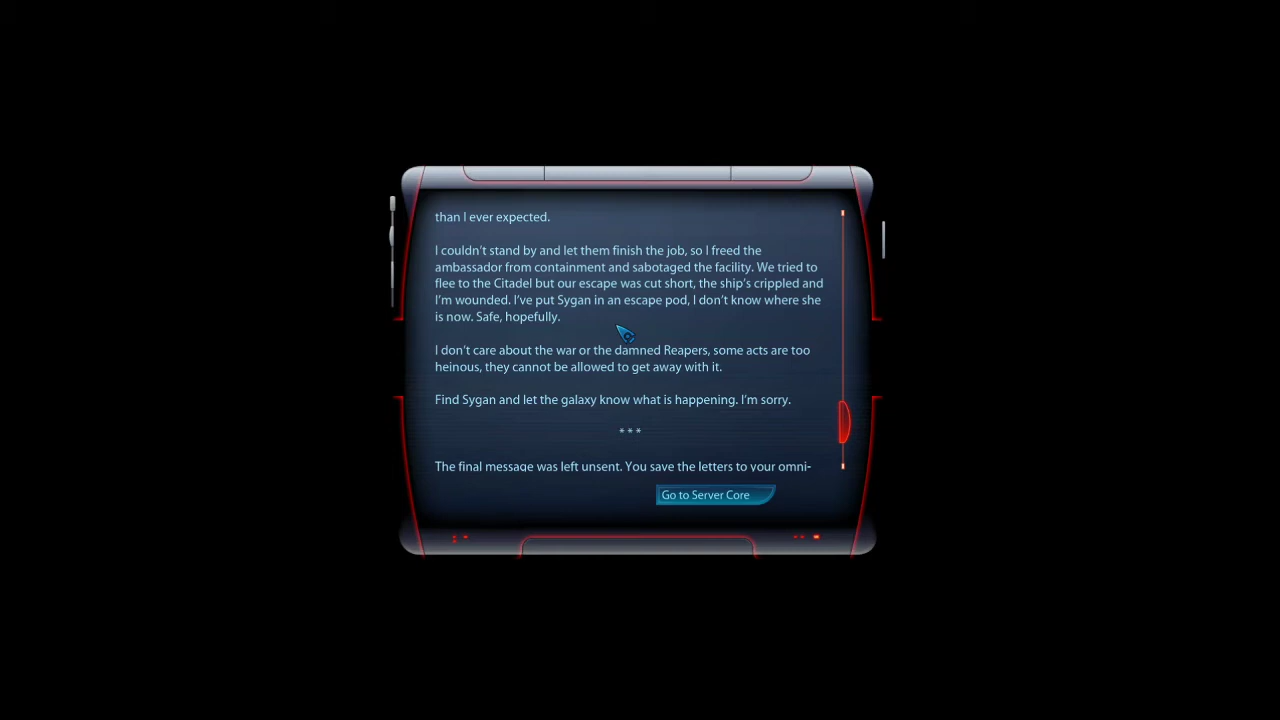 than I ever expected.
I couldn't stand by and let them finish the job, so I freed the
ambassador from containment and sabotaged the facility. We tried to
flee to the Citadel but our escape was cut short, the ship's crippled and
I'm wounded. I've put Sygan in an escape pod, I don't know where she
is now. Safe, hopefully.
I don't care about the war or the damned Reapers, some acts are too
heinous, they cannot be allowed to get away with it.
Find Sygan and let the galaxy know what is happening. I'm sorry.
***
The final message was left unsent. You save the letters to your omni-
Go to Server Core